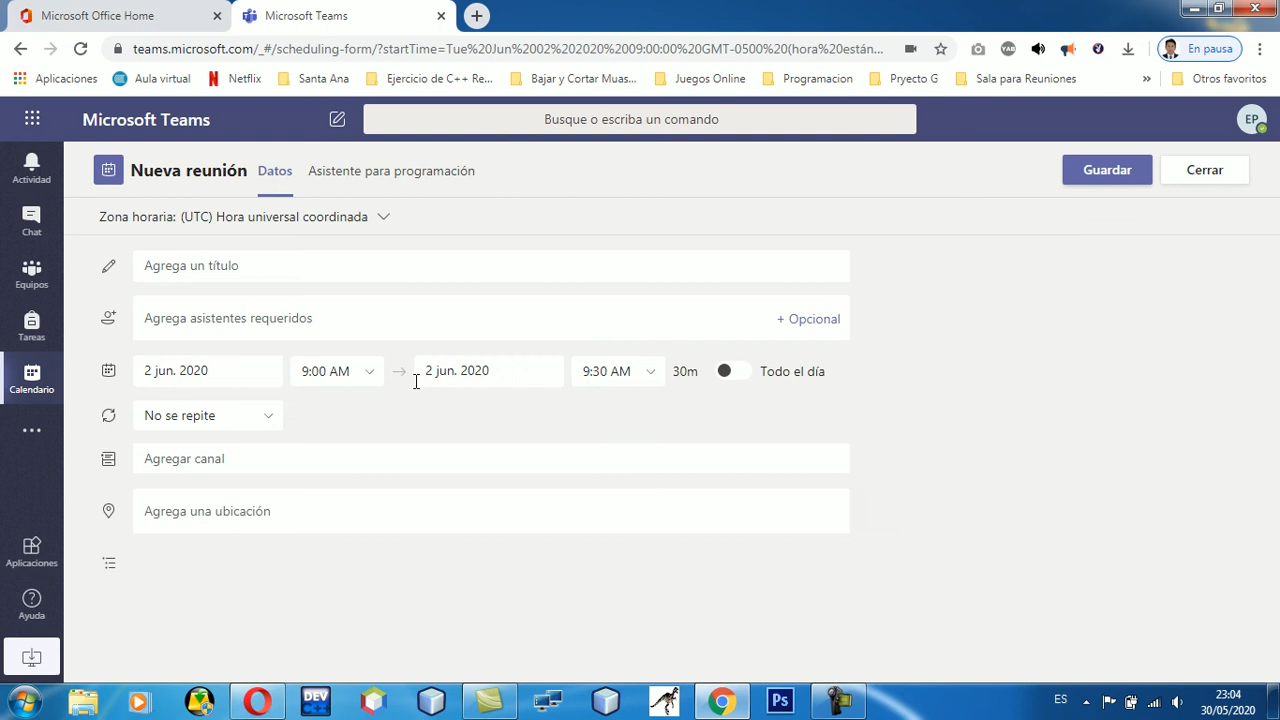 Microsoft Office Home
Microsoft Teams
teams.microsoft.com/_#/scheduling-form/?startTime=Tue%20Jun%2002%202020%2009:00:00%20GMT-0500%20(hora%20están...
En pausa
Aplicaciones
Aula virtual
Netflix
Santa Ana
Ejercicio de C++ Re...
Bajar y Cortar Muas...
Juegos Online
Programacion
Pryecto G
Sala para Reuniones
»
Otros favoritos
Microsoft Teams
Busque o escriba un comando
EP
Actividad
Chat
Equipos
Tareas
Calendario
Aplicaciones
Ayuda
Nueva reunión
Datos
Asistente para programación
Guardar
Cerrar
Zona horaria: (UTC) Hora universal coordinada
Agrega un título
Agrega asistentes requeridos
+ Opcional
2 jun. 2020
9:00 AM
2 jun. 2020
9:30 AM
30m
Todo el día
No se repite
Agregar canal
Agrega una ubicación
DEV
Ps
ES
23:04
30/05/2020